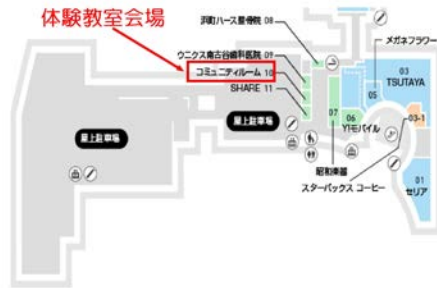 体験教室会場
浜町ハース整骨院 08
ウニクス南古谷歯科医院 09
コミュニティルーム 10
SHARE 11
メガネフラワー
03
TSUTAYA
05
03-1
07
06
Y!モバイル
屋上駐車場
屋上駐車場
昭和楽器
スターバックス コーヒー
01
セリア